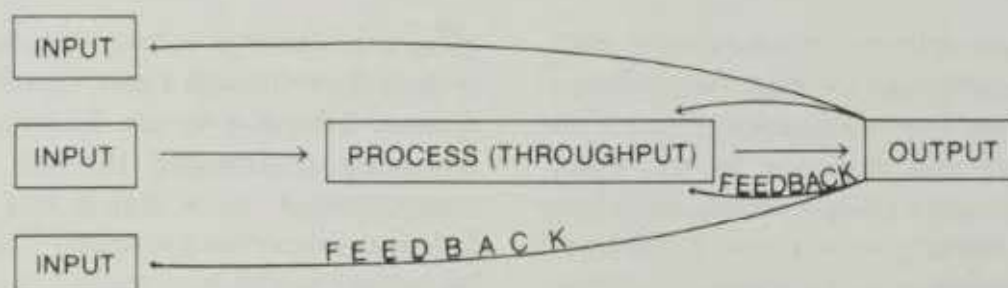 INPUT
INPUT PROCESS (THROUGHPUT) OUTPUT
FEEDBACK
FEEDBACK
INPUT